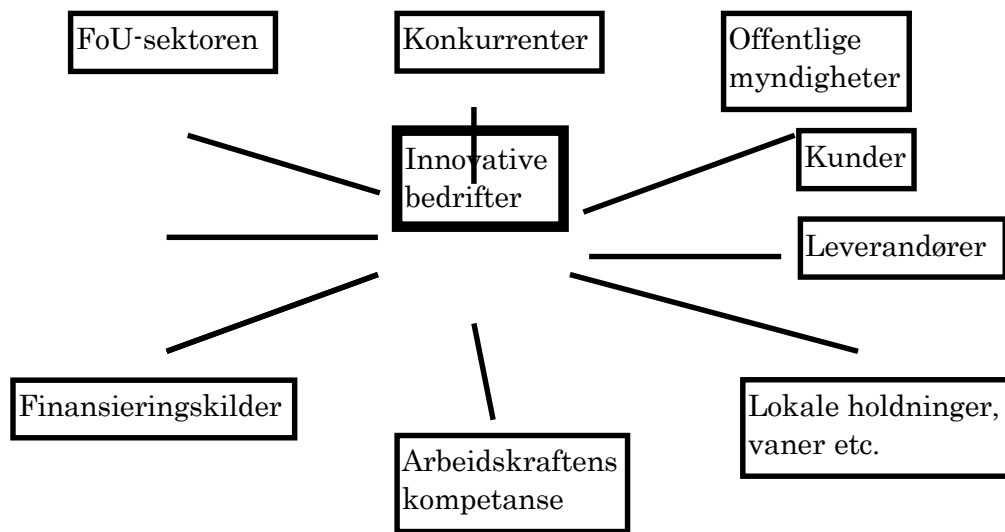 FoU-sektoren
Konkurrenter
Offentlige
myndigheter
Innovative
bedrifter
Kunder
Leverandører
Finansieringskilder
Arbeidskraftens
kompetanse
Lokale holdninger,
vaner etc.